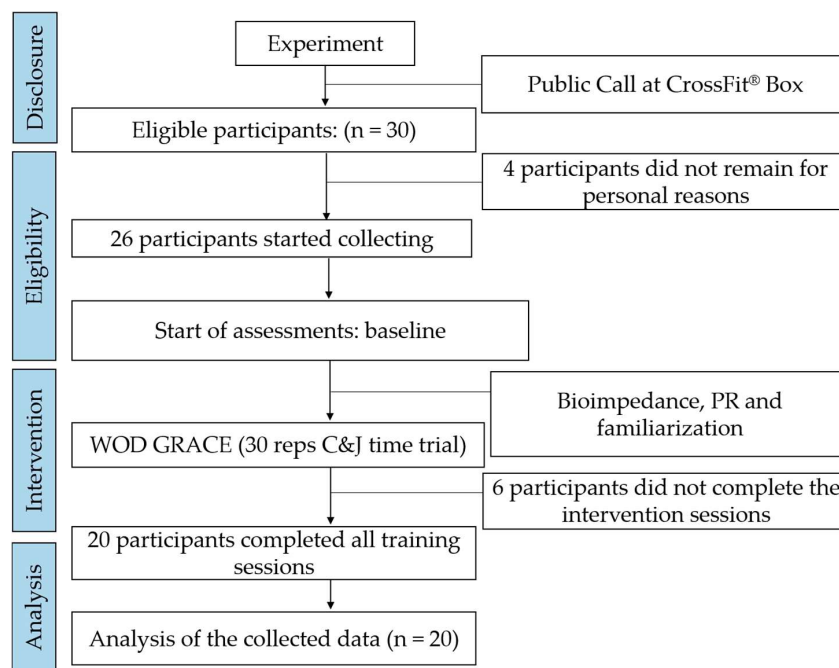 Disclosure
Experiment
Public Call at CrossFit® Box
Eligible participants: (n = 30)
Eligibility
4 participants did not remain for
personal reasons
26 participants started collecting
Start of assessments: baseline
Intervention
Bioimpedance, PR and
familiarization
WOD GRACE (30 reps C&J time trial)
6 participants did not complete the
intervention sessions
20 participants completed all training
sessions
Analysis
Analysis of the collected data (n = 20)